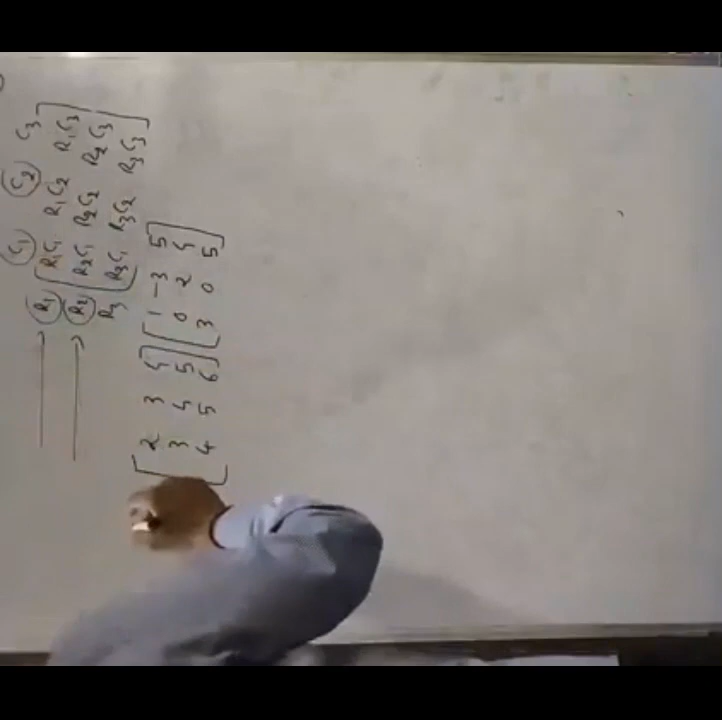 C₁ C₂ C₃
R₁ [ R₁C₁ R₁C₂ R₁C₃ ]
R₂ [ R₂C₁ R₂C₂ R₂C₃ ]
R₃ [ R₃C₁ R₃C₂ R₃C₃ ]
[ 2 3 4 ] [ 1 -3 5 ]
[ 3 4 5 ] [ 0 2 4 ]
[ 4 5 6 ] [ 3 0 5 ]